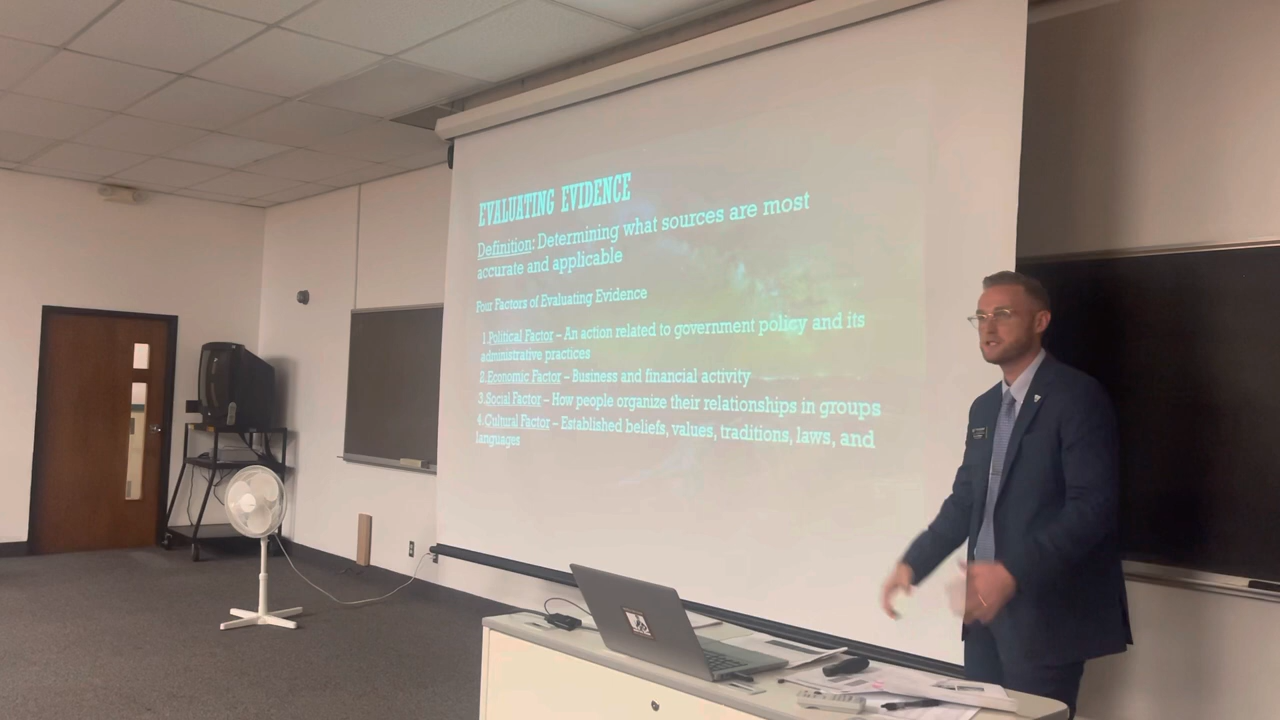 EVALUATING EVIDENCE
Definition: Determining what sources are most
accurate and applicable
Four Factors of Evaluating Evidence
1.Political Factor – An action related to government policy and its
administrative practices
2.Economic Factor – Business and financial activity
3.Social Factor – How people organize their relationships in groups
4.Cultural Factor – Established beliefs, values, traditions, laws, and
languages